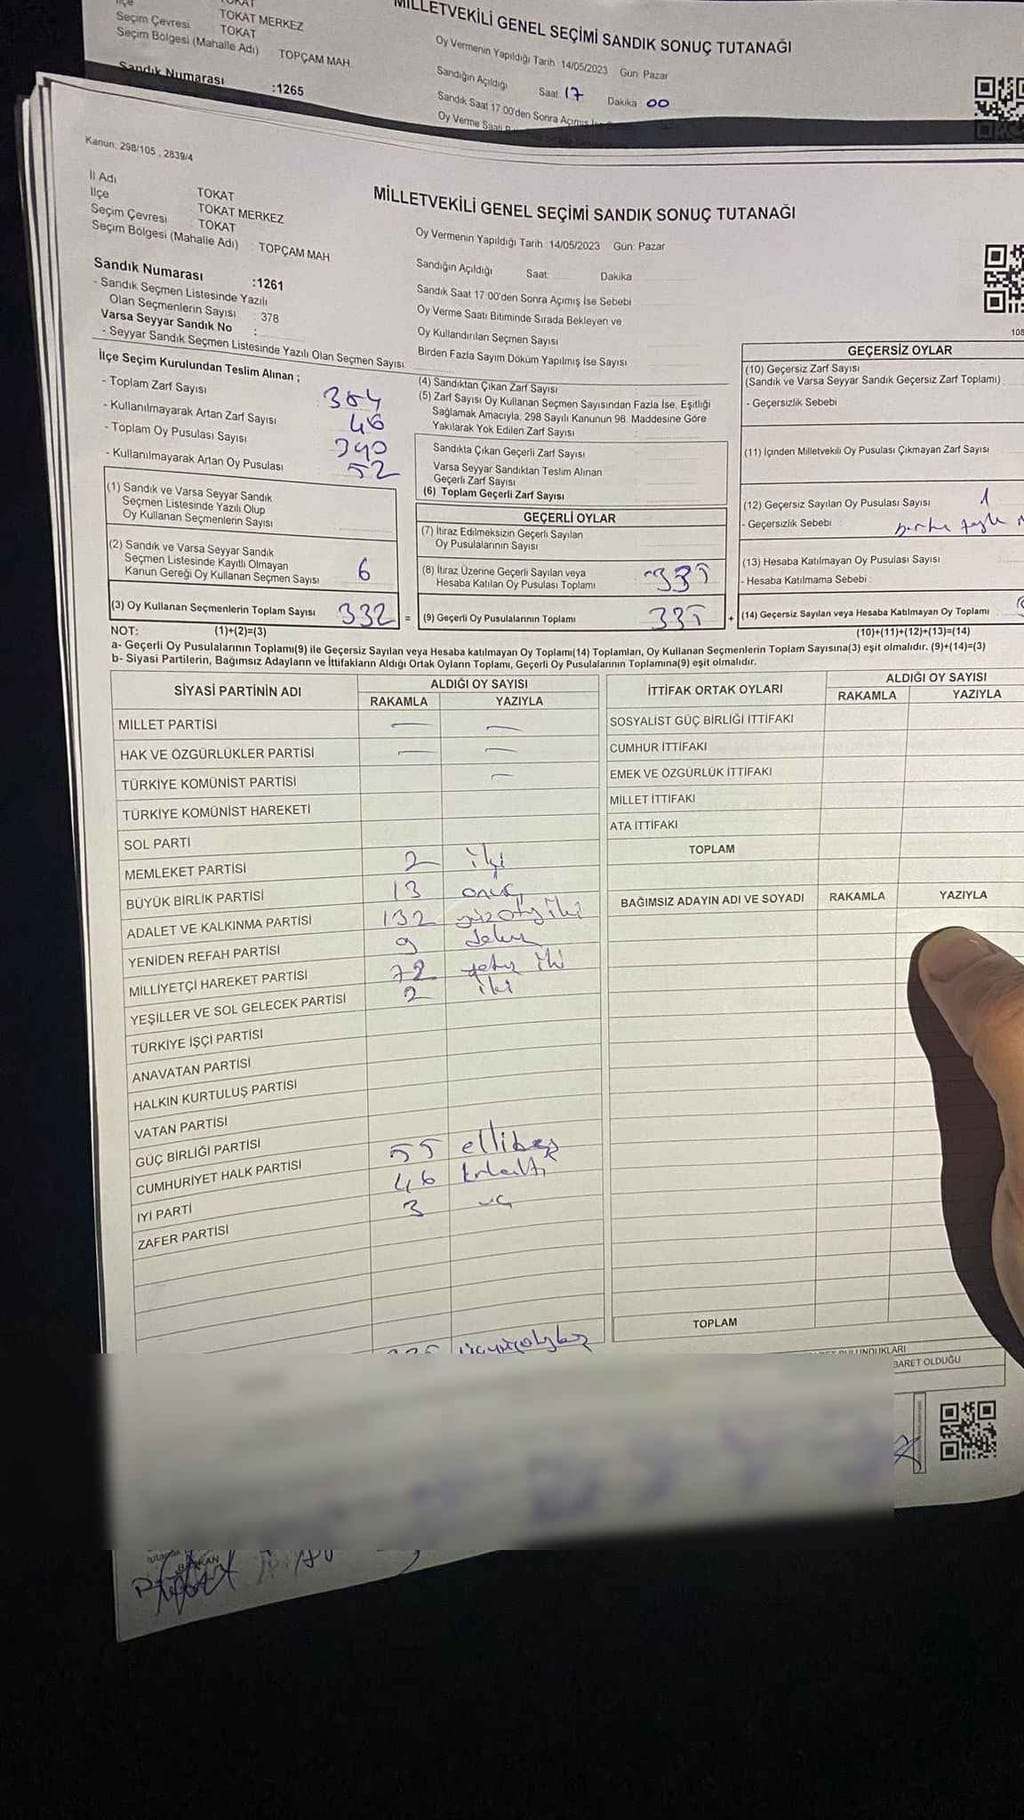 TOKAT
İlçe TOKAT MERKEZ
Seçim Çevresi TOKAT
Seçim Bölgesi (Mahalle Adı) TOPÇAM MAH.
Sandık Numarası :1265
MİLLETVEKİLİ GENEL SEÇİMİ SANDIK SONUÇ TUTANAĞI
Oy Vermenin Yapıldığı Tarih 14/05/2023 Gün Pazar
Sandığın Açıldığı Saat 17 Dakika 00
Sandık Saat 17 00'den Sonra Açmış İse
Oy Verme Saati
Kanun: 298/105 , 2839/4
MİLLETVEKİLİ GENEL SEÇİMİ SANDIK SONUÇ TUTANAĞI
İl Adı TOKAT
İlçe TOKAT MERKEZ
Seçim Çevresi TOKAT
Seçim Bölgesi (Mahalle Adı) TOPÇAM MAH
Sandık Numarası :1261
- Sandık Seçmen Listesinde Yazılı
Olan Seçmenlerin Sayısı : 378
Varsa Seyyar Sandık No :
- Seyyar Sandık Seçmen Listesinde Yazılı Olan Seçmen Sayısı
Oy Vermenin Yapıldığı Tarih 14/05/2023 Gün Pazar
Sandığın Açıldığı Saat Dakika
Sandık Saat 17 00'den Sonra Açmış İse Sebebi
Oy Verme Saati Bitiminde Sırada Bekleyen ve
Oy Kullandırılan Seçmen Sayısı
Birden Fazla Sayım Döküm Yapılmış İse Sayısı
İlçe Seçim Kurulundan Teslim Alınan ;
- Toplam Zarf Sayısı 384
- Kullanılmayarak Artan Zarf Sayısı 46
- Toplam Oy Pusulası Sayısı 390
- Kullanılmayarak Artan Oy Pusulası 52
(1) Sandık ve Varsa Seyyar Sandık
Seçmen Listesinde Yazılı Olup
Oy Kullanan Seçmenlerin Sayısı
(2) Sandık ve Varsa Seyyar Sandık
Seçmen Listesinde Kayıtlı Olmayan
Kanun Gereği Oy Kullanan Seçmen Sayısı 6
(3) Oy Kullanan Seçmenlerin Toplam Sayısı 332 =
(1)+(2)=(3)
(4) Sandıktan Çıkan Zarf Sayısı
(5) Zarf Sayısı Oy Kullanan Seçmen Sayısından Fazla İse, Eşitliği
Sağlamak Amacıyla, 298 Sayılı Kanunun 98. Maddesine Göre
Yakılarak Yok Edilen Zarf Sayısı
Sandıkta Çıkan Geçerli Zarf Sayısı
Varsa Seyyar Sandıktan Teslim Alınan
Geçerli Zarf Sayısı
(6) Toplam Geçerli Zarf Sayısı
GEÇERLİ OYLAR
(7) İtiraz Edilmeksizin Geçerli Sayılan
Oy Pusulalarının Sayısı
(8) İtiraz Üzerine Geçerli Sayılan veya
Hesaba Katılan Oy Pusulası Toplamı 335
(9) Geçerli Oy Pusulalarının Toplamı 335 +
GEÇERSİZ OYLAR
(10) Geçersiz Zarf Sayısı
(Sandık ve Varsa Seyyar Sandık Geçersiz Zarf Toplamı)
- Geçersizlik Sebebi
(11) İçinden Milletvekili Oy Pusulası Çıkmayan Zarf Sayısı
(12) Geçersiz Sayılan Oy Pusulası Sayısı 1
- Geçersizlik Sebebi :
(13) Hesaba Katılmayan Oy Pusulası Sayısı
- Hesaba Katılmama Sebebi :
(14) Geçersiz Sayılan veya Hesaba Katılmayan Oy Toplamı
(10)+(11)+(12)+(13)=(14)
NOT:
a- Geçerli Oy Pusulalarının Toplamı(9) ile Geçersiz Sayılan veya Hesaba katılmayan Oy Toplamı(14) Toplamları, Oy Kullanan Seçmenlerin Toplam Sayısına(3) eşit olmalıdır. (9)+(14)=(3)
b- Siyasi Partilerin, Bağımsız Adayların ve İttifakların Aldığı Ortak Oyların Toplamı, Geçerli Oy Pusulalarının Toplamına(9) eşit olmalıdır.
SİYASİ PARTİNİN ADI ALDIĞI OY SAYISI
RAKAMLA YAZIYLA
MİLLET PARTİSİ — —
HAK VE ÖZGÜRLÜKLER PARTİSİ — —
TÜRKİYE KOMÜNİST PARTİSİ —
TÜRKİYE KOMÜNİST HAREKETİ
SOL PARTİ
MEMLEKET PARTİSİ 2 iki
BÜYÜK BİRLİK PARTİSİ 13 onüç
ADALET VE KALKINMA PARTİSİ 132 yüzotuziki
YENİDEN REFAH PARTİSİ 9 dokuz
MİLLİYETÇİ HAREKET PARTİSİ 72 yetmiş iki
YEŞİLLER VE SOL GELECEK PARTİSİ 2 iki
TÜRKİYE İŞÇİ PARTİSİ
ANAVATAN PARTİSİ
HALKIN KURTULUŞ PARTİSİ
VATAN PARTİSİ
GÜÇ BİRLİĞİ PARTİSİ
CUMHURİYET HALK PARTİSİ 55 ellibeş
İYİ PARTİ 46 kırkaltı
ZAFER PARTİSİ 3 üç
335 üçyüzotuzbeş
İTTİFAK ORTAK OYLARI ALDIĞI OY SAYISI
RAKAMLA YAZIYLA
SOSYALİST GÜÇ BİRLİĞİ İTTİFAKI
CUMHUR İTTİFAKI
EMEK VE ÖZGÜRLÜK İTTİFAKI
MİLLET İTTİFAKI
ATA İTTİFAKI
TOPLAM
BAĞIMSIZ ADAYIN ADI VE SOYADI RAKAMLA YAZIYLA
TOPLAM
BULUNDUKLARI
BARET OLDUĞU
BAŞKAN